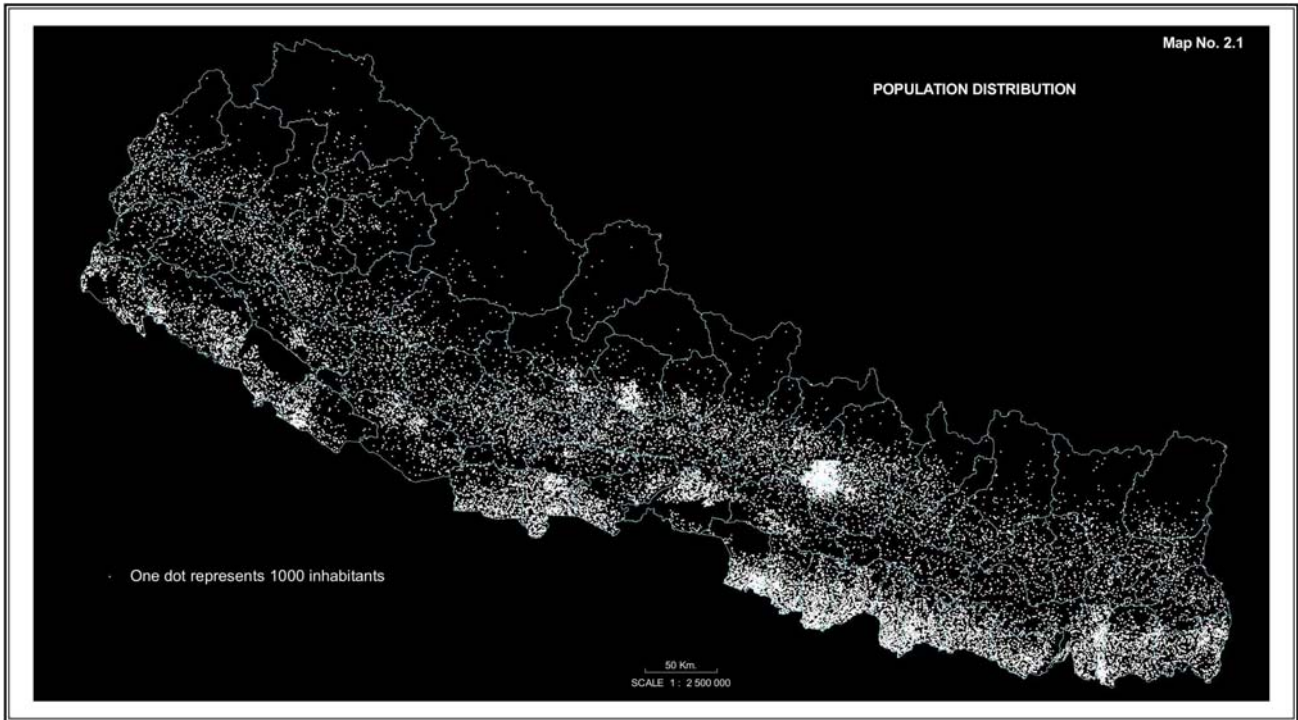 Map No. 2.1
POPULATION DISTRIBUTION
One dot represents 1000 inhabitants
50 Km.
SCALE 1 : 2 500 000